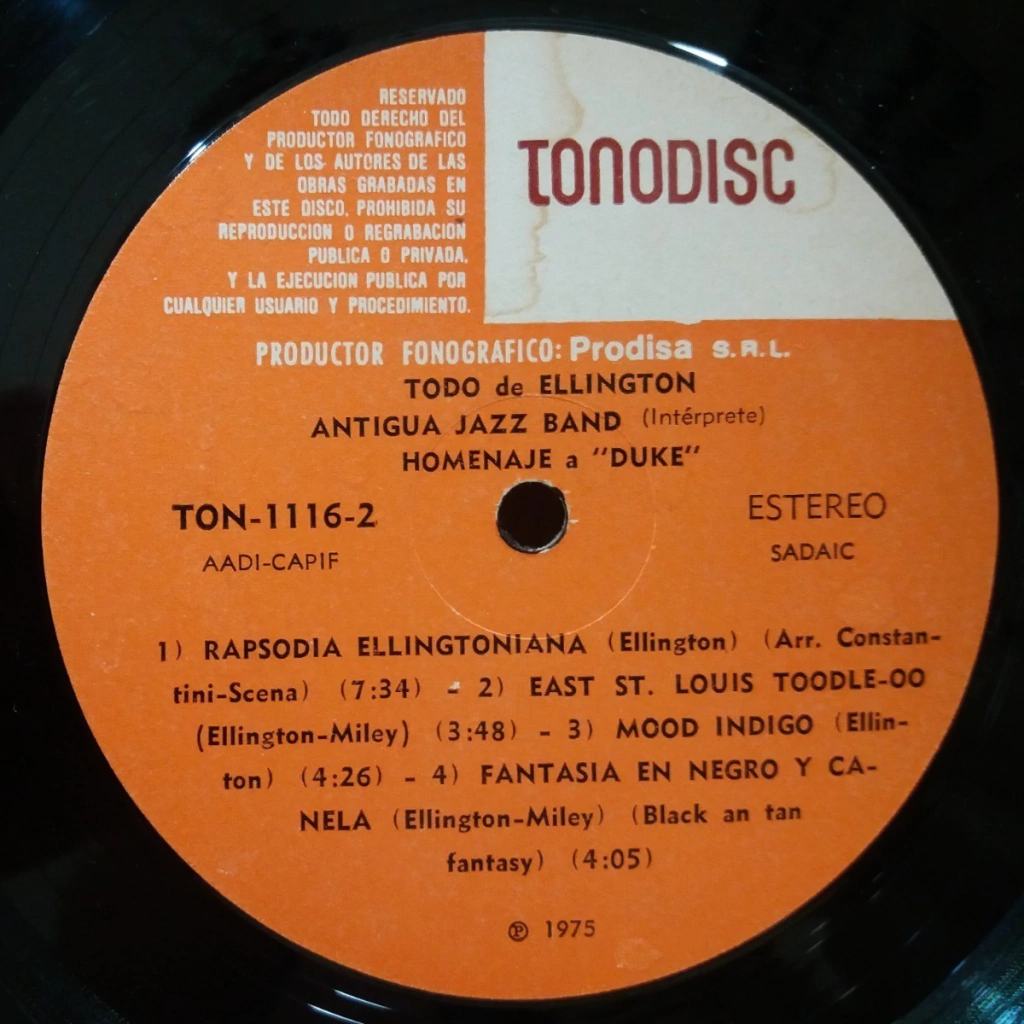 RESERVADO
TODO DERECHO DEL
PRODUCTOR FONOGRAFICO
Y DE LOS AUTORES DE LAS
OBRAS GRABADAS EN
ESTE DISCO. PROHIBIDA SU
REPRODUCCION O REGRABACION
PUBLICA O PRIVADA,
Y LA EJECUCION PUBLICA POR
CUALQUIER USUARIO Y PROCEDIMIENTO.
TONODISC
PRODUCTOR FONOGRAFICO: Prodisa S.R.L.
TODO de ELLINGTON
ANTIGUA JAZZ BAND (Intérprete)
HOMENAJE a "DUKE"
TON-1116-2
AADI-CAPIF
ESTEREO
SADAIC
1) RAPSODIA ELLINGTONIANA (Ellington) (Arr. Constan-
tini-Scena) (7:34) - 2) EAST ST. LOUIS TOODLE-OO
(Ellington-Miley) (3:48) - 3) MOOD INDIGO (Ellin-
ton) (4:26) - 4) FANTASIA EN NEGRO Y CA-
NELA (Ellington-Miley) (Black an tan
fantasy) (4:05)
℗ 1975